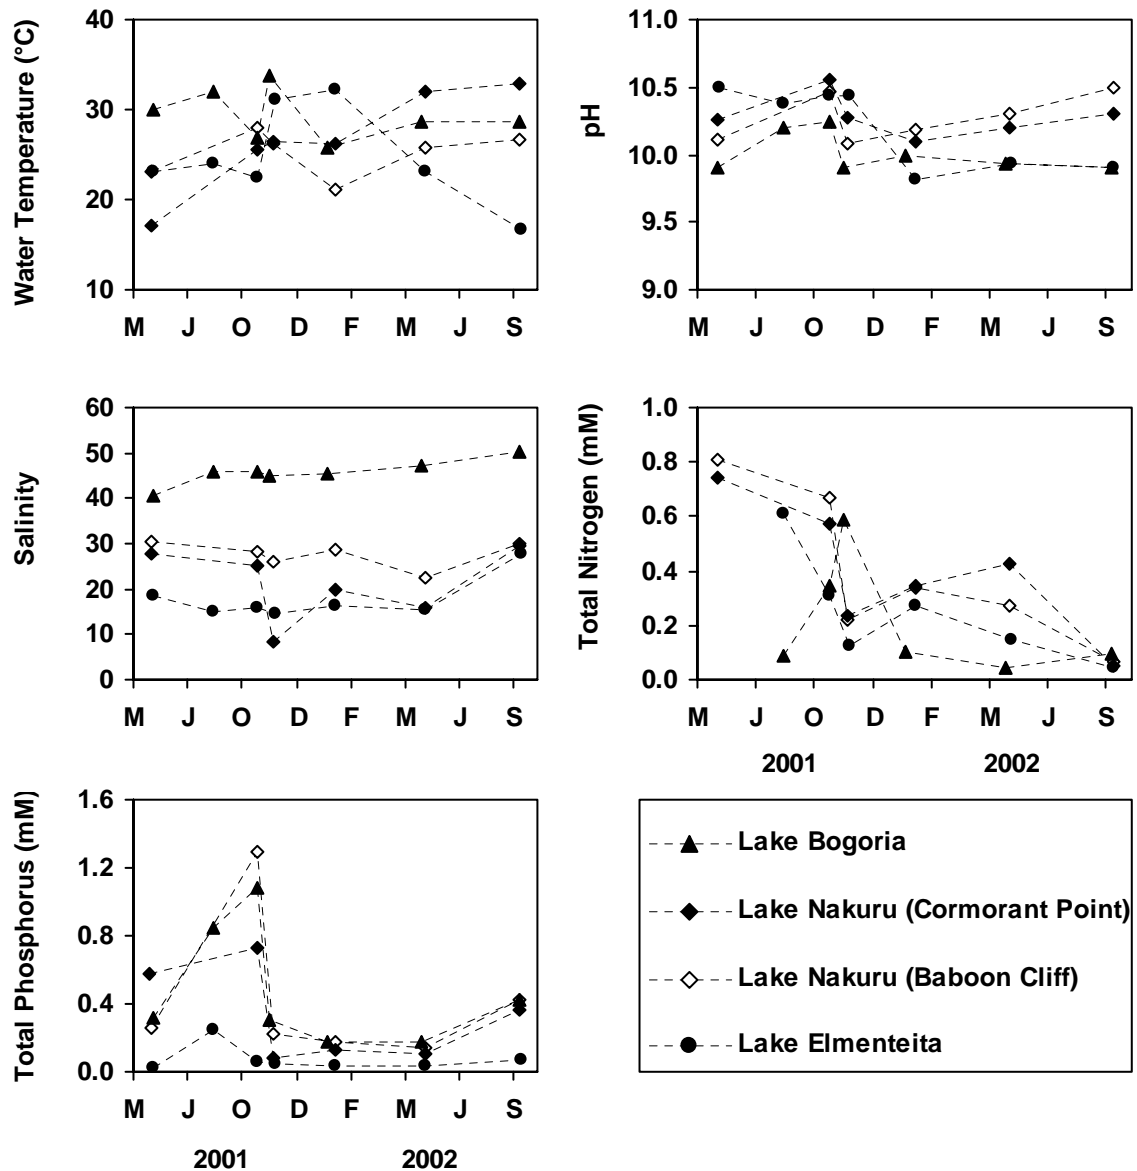 Water Temperature (°C)
40
30
20
10
M J O D F M S
pH
11.0
10.5
10.0
9.5
9.0
M J O D F M S
Salinity
60
50
40
30
20
10
0
M J O D F M S
Total Nitrogen (mM)
1.0
0.8
0.6
0.4
0.2
0.0
M J O D F M S
2001 2002
Total Phosphorus (mM)
1.6
1.2
0.8
0.4
0.0
M J O D F M S
2001 2002
Lake Bogoria
Lake Nakuru (Cormorant Point)
Lake Nakuru (Baboon Cliff)
Lake Elmenteita